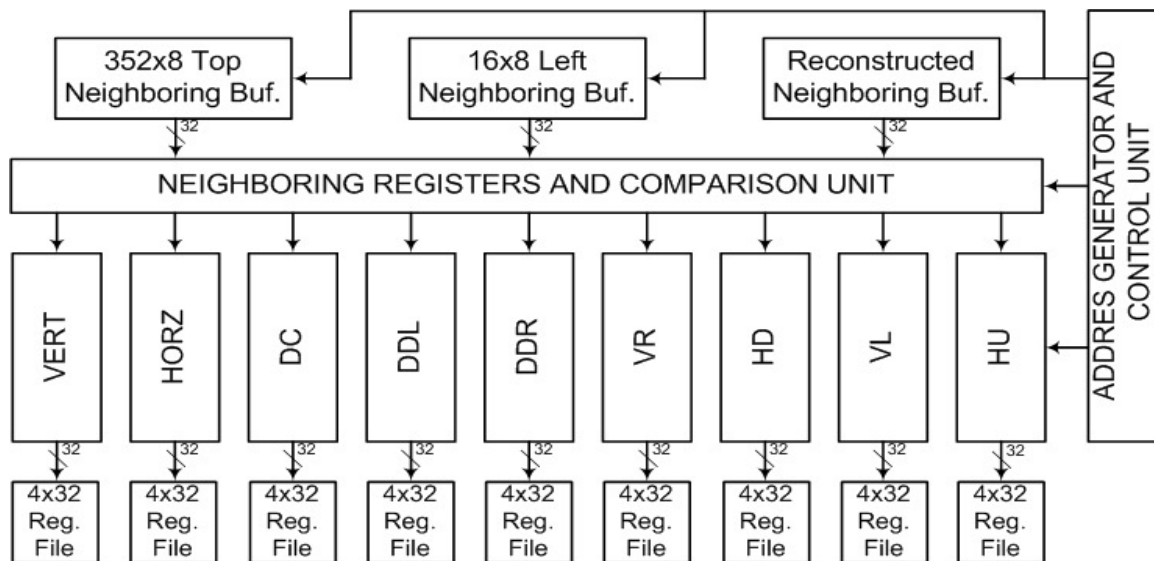 352x8 Top
Neighboring Buf.
16x8 Left
Neighboring Buf.
Reconstructed
Neighboring Buf.
32
32
32
NEIGHBORING REGISTERS AND COMPARISON UNIT
ADDRES GENERATOR AND
CONTROL UNIT
VERT
HORZ
DC
DDL
DDR
VR
HD
VL
HU
32
32
32
32
32
32
32
32
32
4x32
Reg.
File
4x32
Reg.
File
4x32
Reg.
File
4x32
Reg.
File
4x32
Reg.
File
4x32
Reg.
File
4x32
Reg.
File
4x32
Reg.
File
4x32
Reg.
File